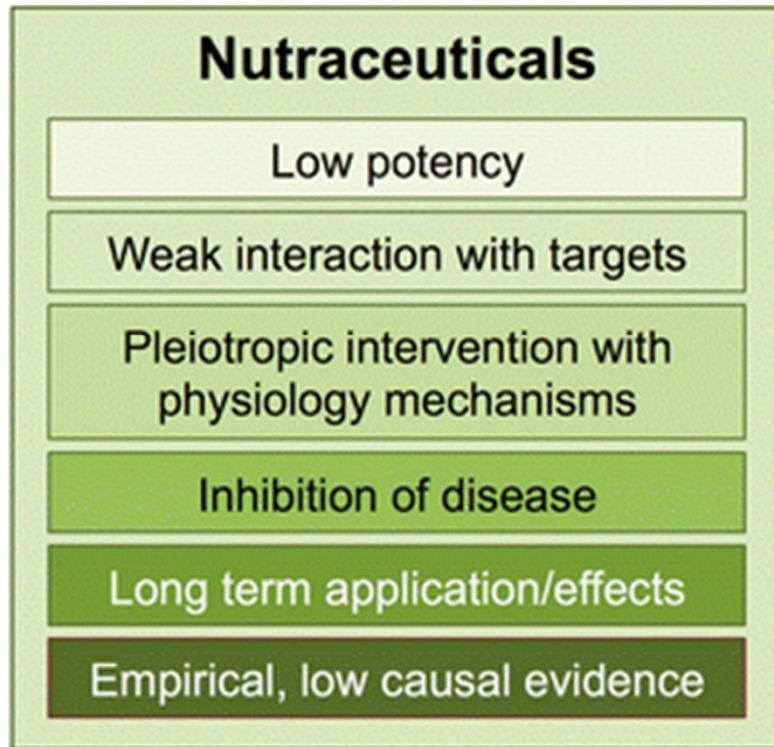 Nutraceuticals
Low potency
Weak interaction with targets
Pleiotropic intervention with
physiology mechanisms
Inhibition of disease
Long term application/effects
Empirical, low causal evidence